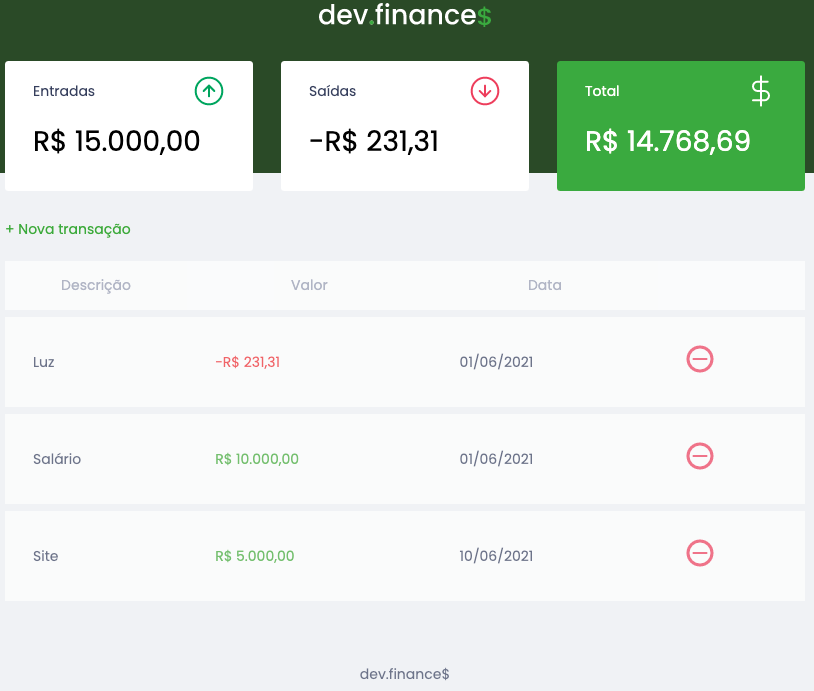 dev.finance$
Entradas
R$ 15.000,00
Saídas
-R$ 231,31
Total
$
R$ 14.768,69
+ Nova transação
Descrição Valor Data
Luz -R$ 231,31 01/06/2021
Salário R$ 10.000,00 01/06/2021
Site R$ 5.000,00 10/06/2021
dev.finance$